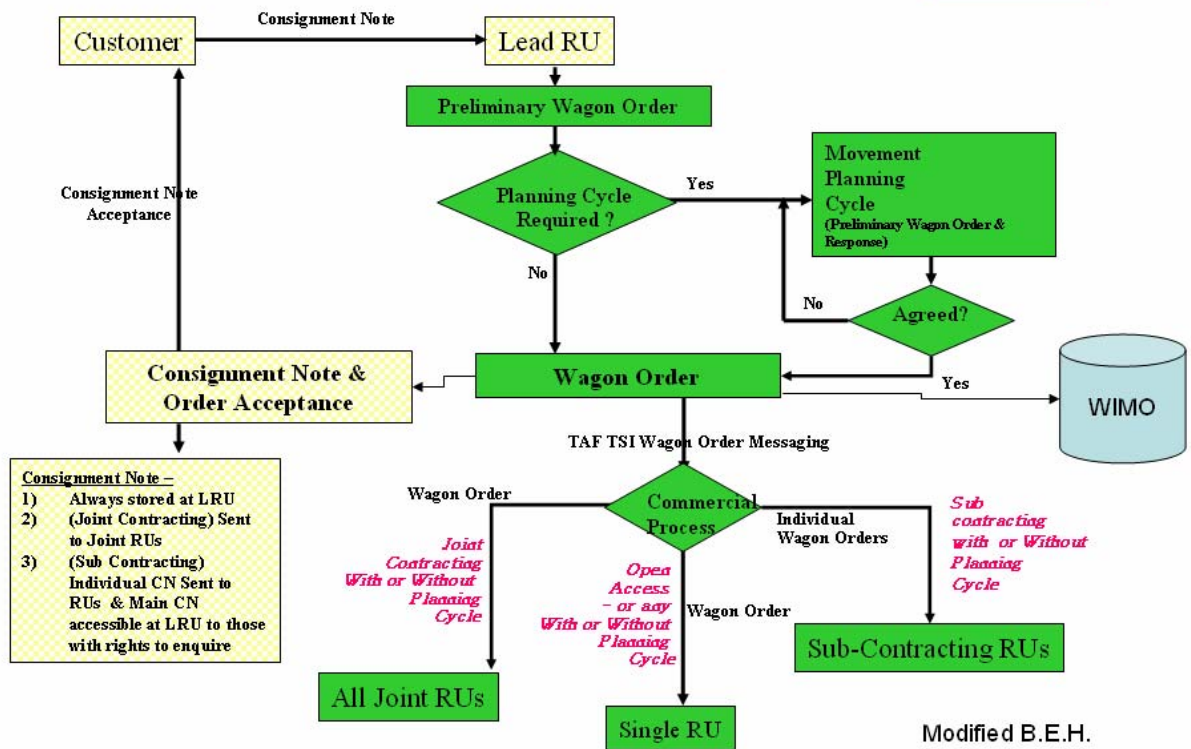 Consignment Note
Customer
Lead RU
Preliminary Wagon Order
Planning Cycle
Required ?
Yes
Movement
Planning
Cycle
(Preliminary Wagon Order &
Response)
Consignment Note
Acceptance
No
No
Agreed?
Yes
Consignment Note &
Order Acceptance
Wagon Order
WIMO
TAF TSI Wagon Order Messaging
Consignment Note –
1) Always stored at LRU
2) (Joint Contracting) Sent
to Joint RUs
3) (Sub Contracting)
Individual CN Sent to
RUs & Main CN
accessible at LRU to those
with rights to enquire
Wagon Order
Commercial
Process
Individual
Wagon Orders
Sub
contracting
with or Without
Planning
Cycle
Joint
Contracting
With or Without
Planning
Cycle
Open
Access
– or any
With or Without
Planning
Cycle
Wagon Order
Sub-Contracting RUs
All Joint RUs
Single RU
Modified B.E.H.